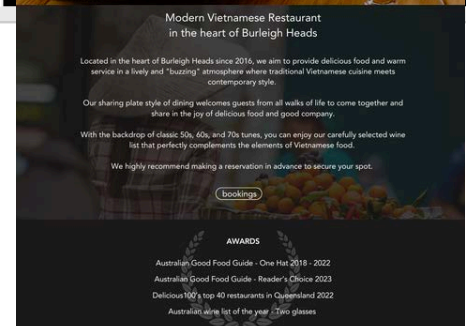 Modern Vietnamese Restaurant
in the heart of Burleigh Heads
Located in the heart of Burleigh Heads since 2016, we aim to provide delicious food and warm
service in a lively and "buzzing" atmosphere where traditional Vietnamese cuisine meets
contemporary style.
Our sharing plate style of dining welcomes guests from all walks of life to come together and
share in the joy of delicious food and good company.
With the backdrop of classic 50s, 60s, and 70s tunes, you can enjoy our carefully selected wine
list that perfectly complements the elements of Vietnamese food.
We highly recommend making a reservation in advance to secure your spot.
bookings
AWARDS
Australian Good Food Guide - One Hat 2018 - 2022
Australian Good Food Guide - Reader's Choice 2023
Delicious100's top 40 restaurants in Queensland 2022
Australian wine list of the year - Two glasses